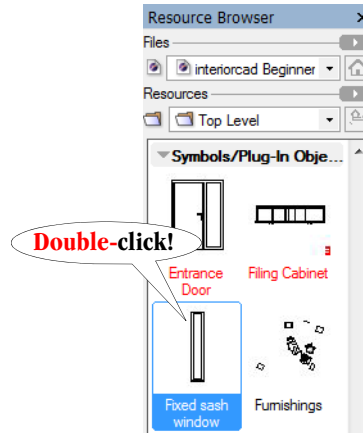 Resource Browser
Files
interiorcad Beginner
Resources
Top Level
Symbols/Plug-In Obje...
Double-click!
Entrance
Door
Filing Cabinet
Fixed sash
window
Furnishings